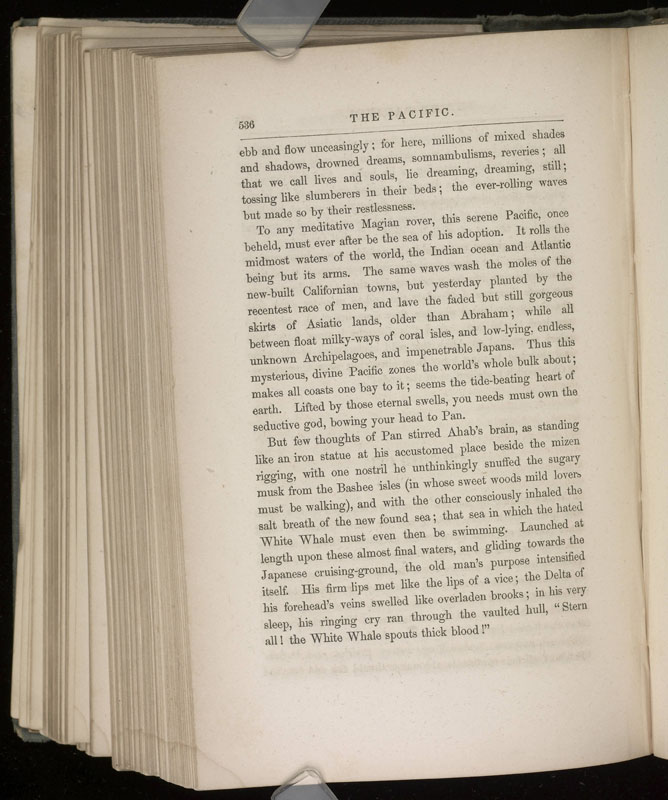 536
THE PACIFIC.
ebb and flow unceasingly; for here, millions of mixed shades
and shadows, drowned dreams, somnambulisms, reveries; all
that we call lives and souls, lie dreaming, dreaming, still;
tossing like slumberers in their beds; the ever-rolling waves
but made so by their restlessness.
To any meditative Magian rover, this serene Pacific, once
beheld, must ever after be the sea of his adoption. It rolls the
midmost waters of the world, the Indian ocean and Atlantic
being but its arms. The same waves wash the moles of the
new-built Californian towns, but yesterday planted by the
recentest race of men, and lave the faded but still gorgeous
skirts of Asiatic lands, older than Abraham; while all
between float milky-ways of coral isles, and low-lying, endless,
unknown Archipelagoes, and impenetrable Japans. Thus this
mysterious, divine Pacific zones the world's whole bulk about;
makes all coasts one bay to it; seems the tide-beating heart of
earth. Lifted by those eternal swells, you needs must own the
seductive god, bowing your head to Pan.
But few thoughts of Pan stirred Ahab's brain, as standing
like an iron statue at his accustomed place beside the mizen
rigging, with one nostril he unthinkingly snuffed the sugary
musk from the Bashee isles (in whose sweet woods mild lovers
must be walking), and with the other consciously inhaled the
salt breath of the new found sea; that sea in which the hated
White Whale must even then be swimming. Launched at
length upon these almost final waters, and gliding towards the
Japanese cruising-ground, the old man's purpose intensified
itself. His firm lips met like the lips of a vice; the Delta of
his forehead's veins swelled like overladen brooks; in his very
sleep, his ringing cry ran through the vaulted hull, "Stern
all! the White Whale spouts thick blood!"